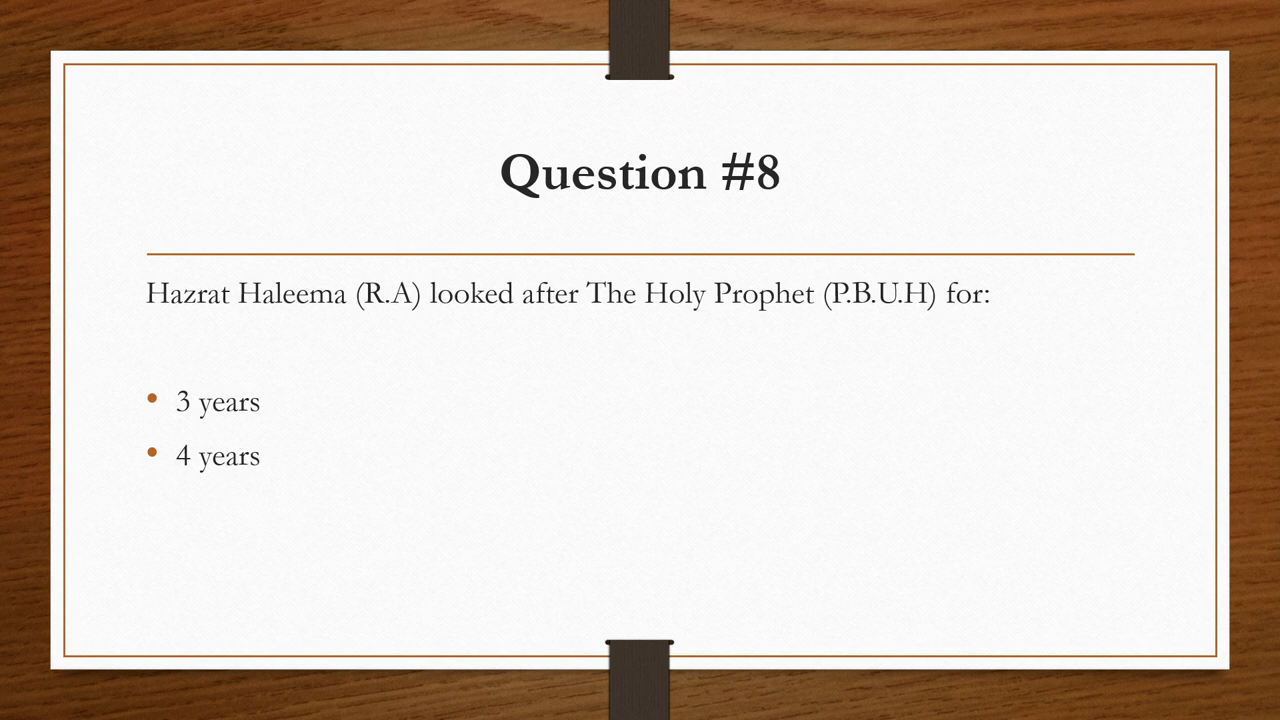 Question #8
Hazrat Haleema (R.A) looked after The Holy Prophet (P.B.U.H) for:
• 3 years
• 4 years